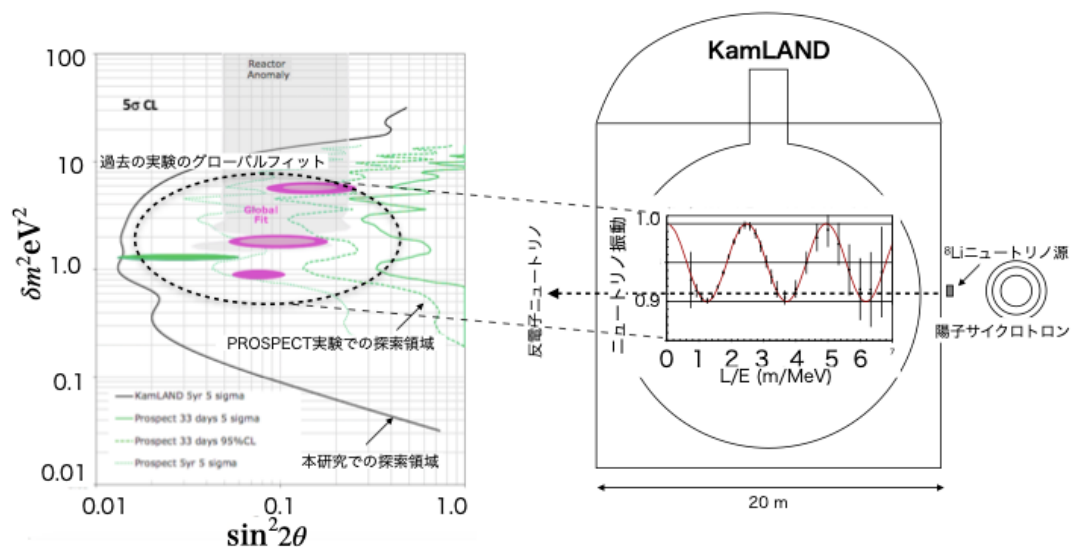 100
10
1.0
0.1
0.01
δm²eV²
Reactor
Anomaly
5σ CL
過去の実験のグローバルフィット
Global
Fit
PROSPECT実験での探索領域
KamLAND 5yr 5 sigma
Prospect 33 days 5 sigma
Prospect 33 days 95%CL
Prospect 5yr 5 sigma
本研究での探索領域
0.01
0.1
1.0
sin²2θ
KamLAND
反電子ニュートリノ
ニュートリノ振動
1.0
0.9
0 1 2 3 4 5 6 7
L/E (m/MeV)
⁸Liニュートリノ源
陽子サイクロトロン
20 m